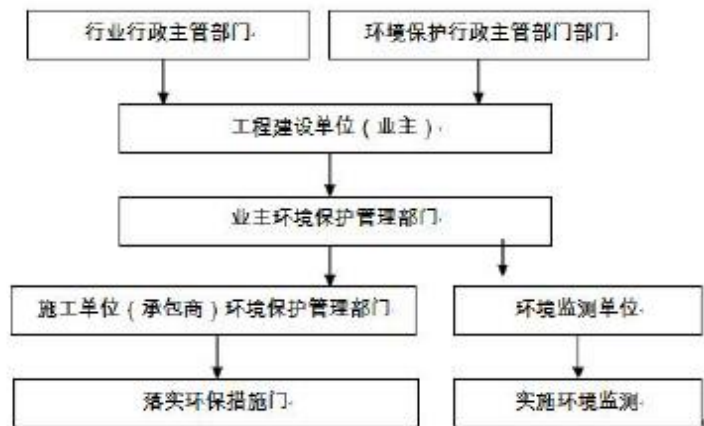 行业行政主管部门
环境保护行政主管部门部门
工程建设单位（业主）
业主环境保护管理部门
施工单位（承包商）环境保护管理部门
环境监测单位
落实环保措施门
实施环境监测